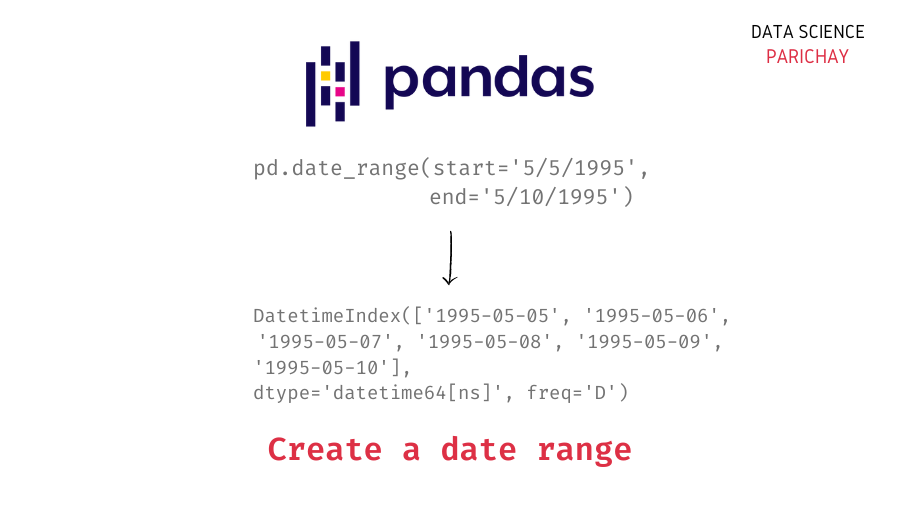 DATA SCIENCE
PARICHAY
pandas
pd.date_range(start='5/5/1995',
end='5/10/1995')
DatetimeIndex(['1995-05-05', '1995-05-06',
'1995-05-07', '1995-05-08', '1995-05-09',
'1995-05-10'],
dtype='datetime64[ns]', freq='D')
Create a date range